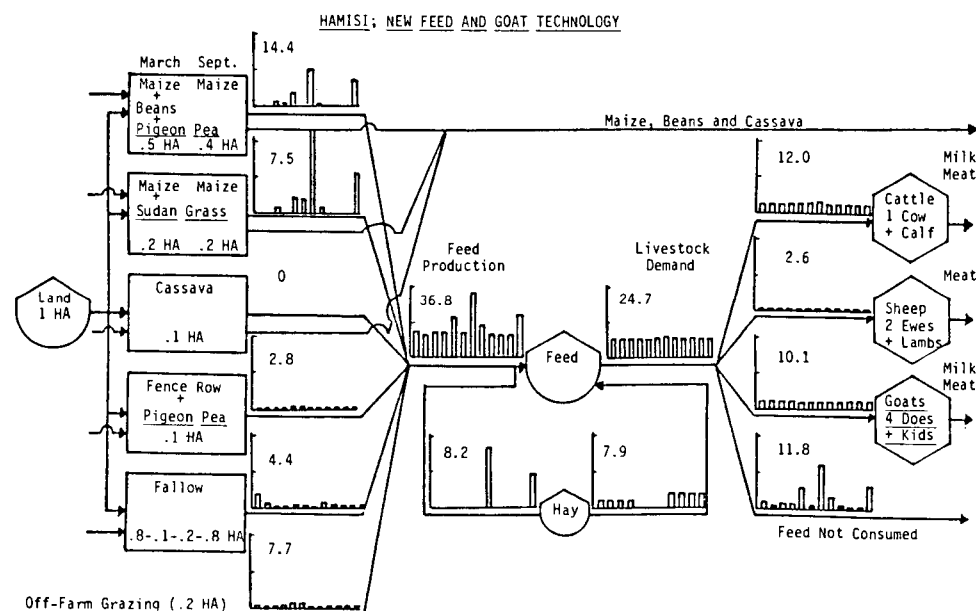 HAMISI; NEW FEED AND GOAT TECHNOLOGY
March Sept.
Maize Maize
+
Beans
+
Pigeon Pea
.5 HA .4 HA
14.4
Maize Maize
+
Sudan Grass
.2 HA .2 HA
7.5
Land
1 HA
Cassava
.1 HA
0
Fence Row
+
Pigeon Pea
.1 HA
2.8
Fallow
.8-.1-.2-.8 HA
4.4
Off-Farm Grazing (.2 HA)
7.7
Maize, Beans and Cassava
Feed
Production
36.8
Feed
Livestock
Demand
24.7
8.2
Hay
7.9
12.0
Milk
Meat
Cattle
1 Cow
+ Calf
2.6
Meat
Sheep
2 Ewes
+ Lambs
10.1
Milk
Meat
Goats
4 Does
+ Kids
11.8
Feed Not Consumed